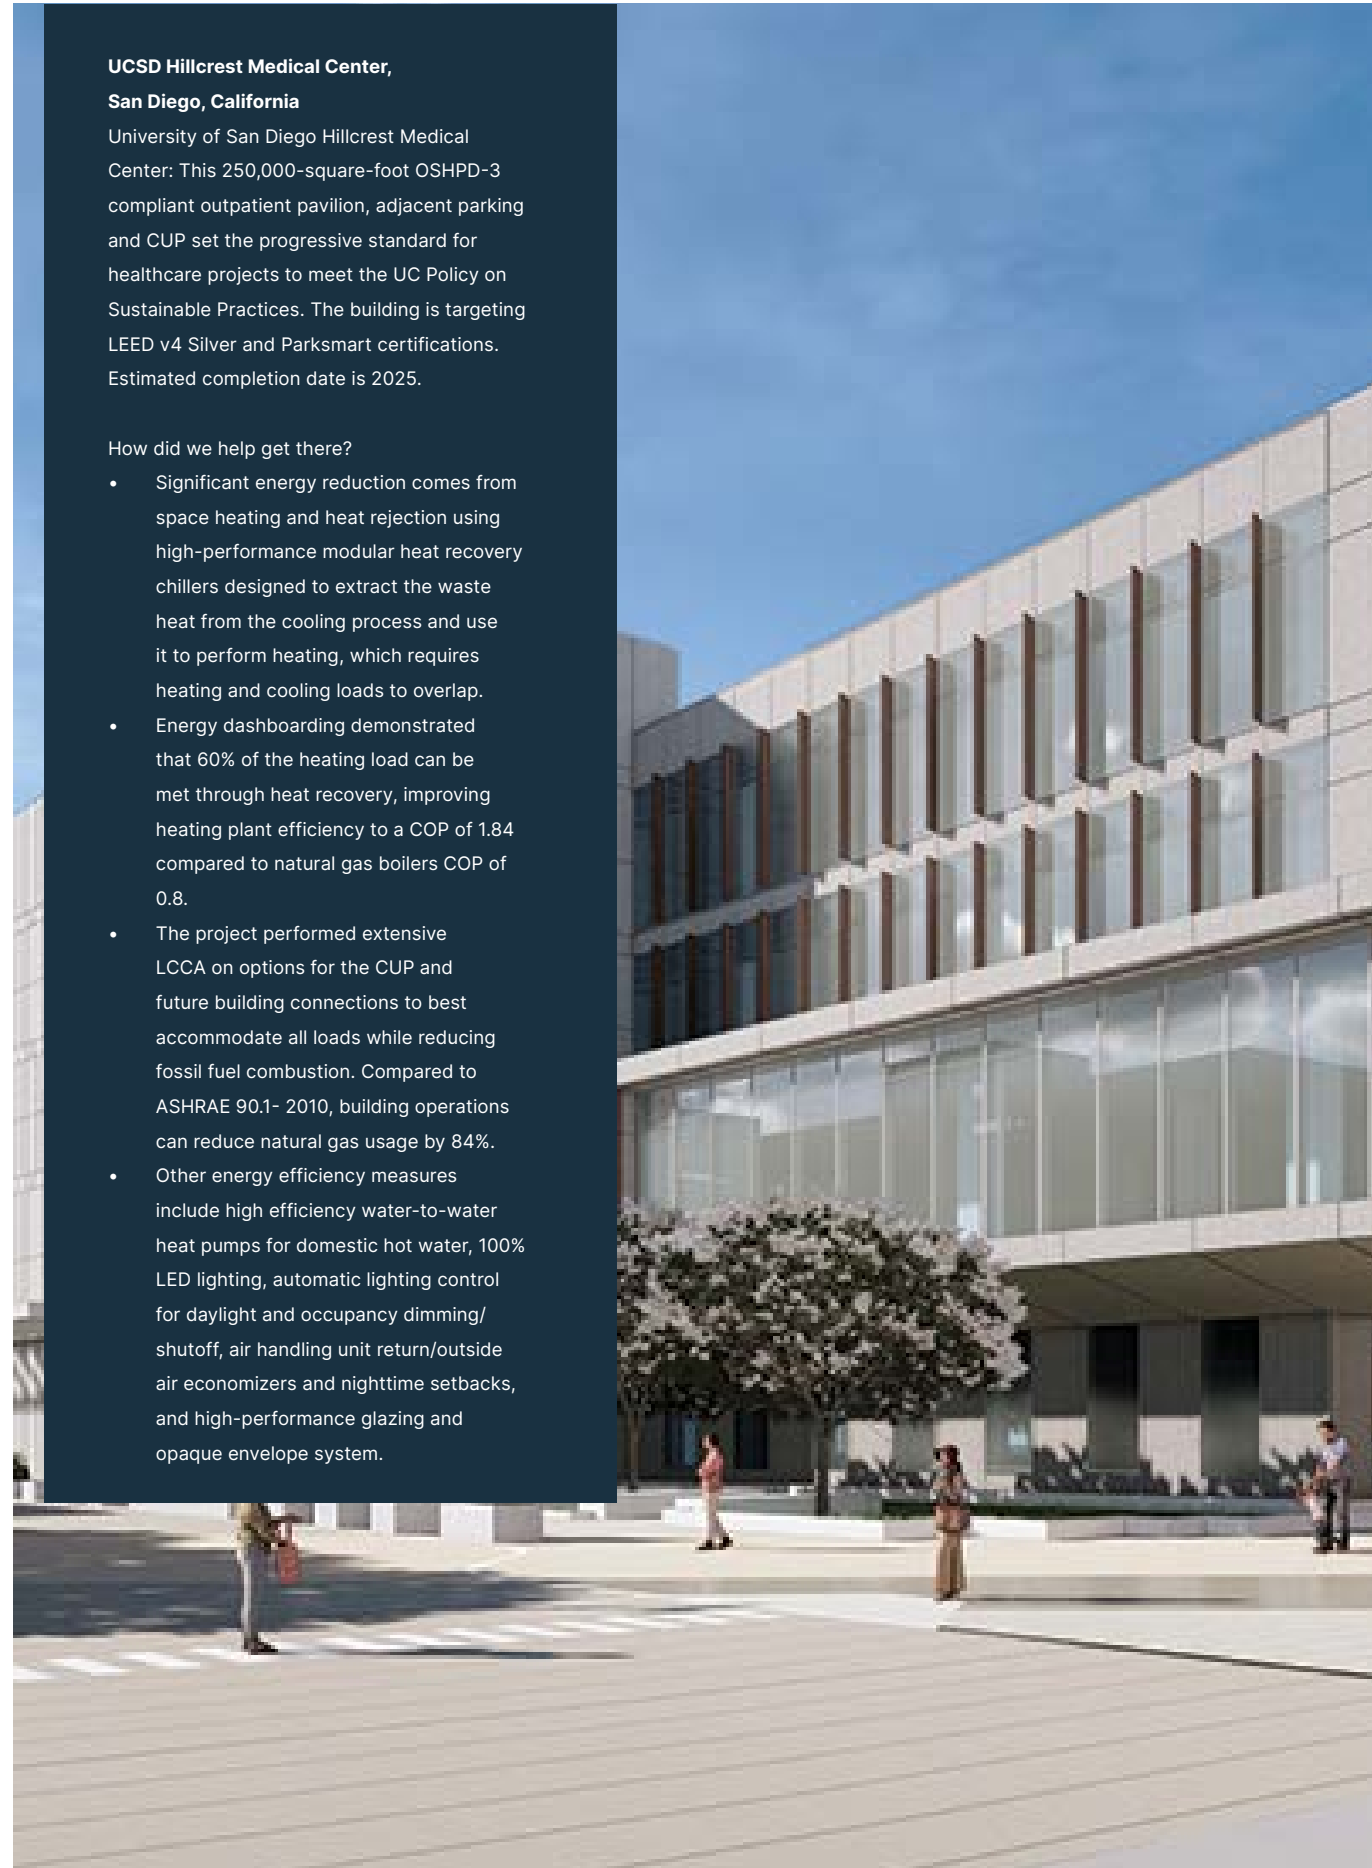 UCSD Hillcrest Medical Center,
San Diego, California
University of San Diego Hillcrest Medical
Center: This 250,000-square-foot OSHPD-3
compliant outpatient pavilion, adjacent parking
and CUP set the progressive standard for
healthcare projects to meet the UC Policy on
Sustainable Practices. The building is targeting
LEED v4 Silver and Parksmart certifications.
Estimated completion date is 2025.
How did we help get there?
• Significant energy reduction comes from
space heating and heat rejection using
high-performance modular heat recovery
chillers designed to extract the waste
heat from the cooling process and use
it to perform heating, which requires
heating and cooling loads to overlap.
• Energy dashboarding demonstrated
that 60% of the heating load can be
met through heat recovery, improving
heating plant efficiency to a COP of 1.84
compared to natural gas boilers COP of
0.8.
• The project performed extensive
LCCA on options for the CUP and
future building connections to best
accommodate all loads while reducing
fossil fuel combustion. Compared to
ASHRAE 90.1- 2010, building operations
can reduce natural gas usage by 84%.
• Other energy efficiency measures
include high efficiency water-to-water
heat pumps for domestic hot water, 100%
LED lighting, automatic lighting control
for daylight and occupancy dimming/
shutoff, air handling unit return/outside
air economizers and nighttime setbacks,
and high-performance glazing and
opaque envelope system.